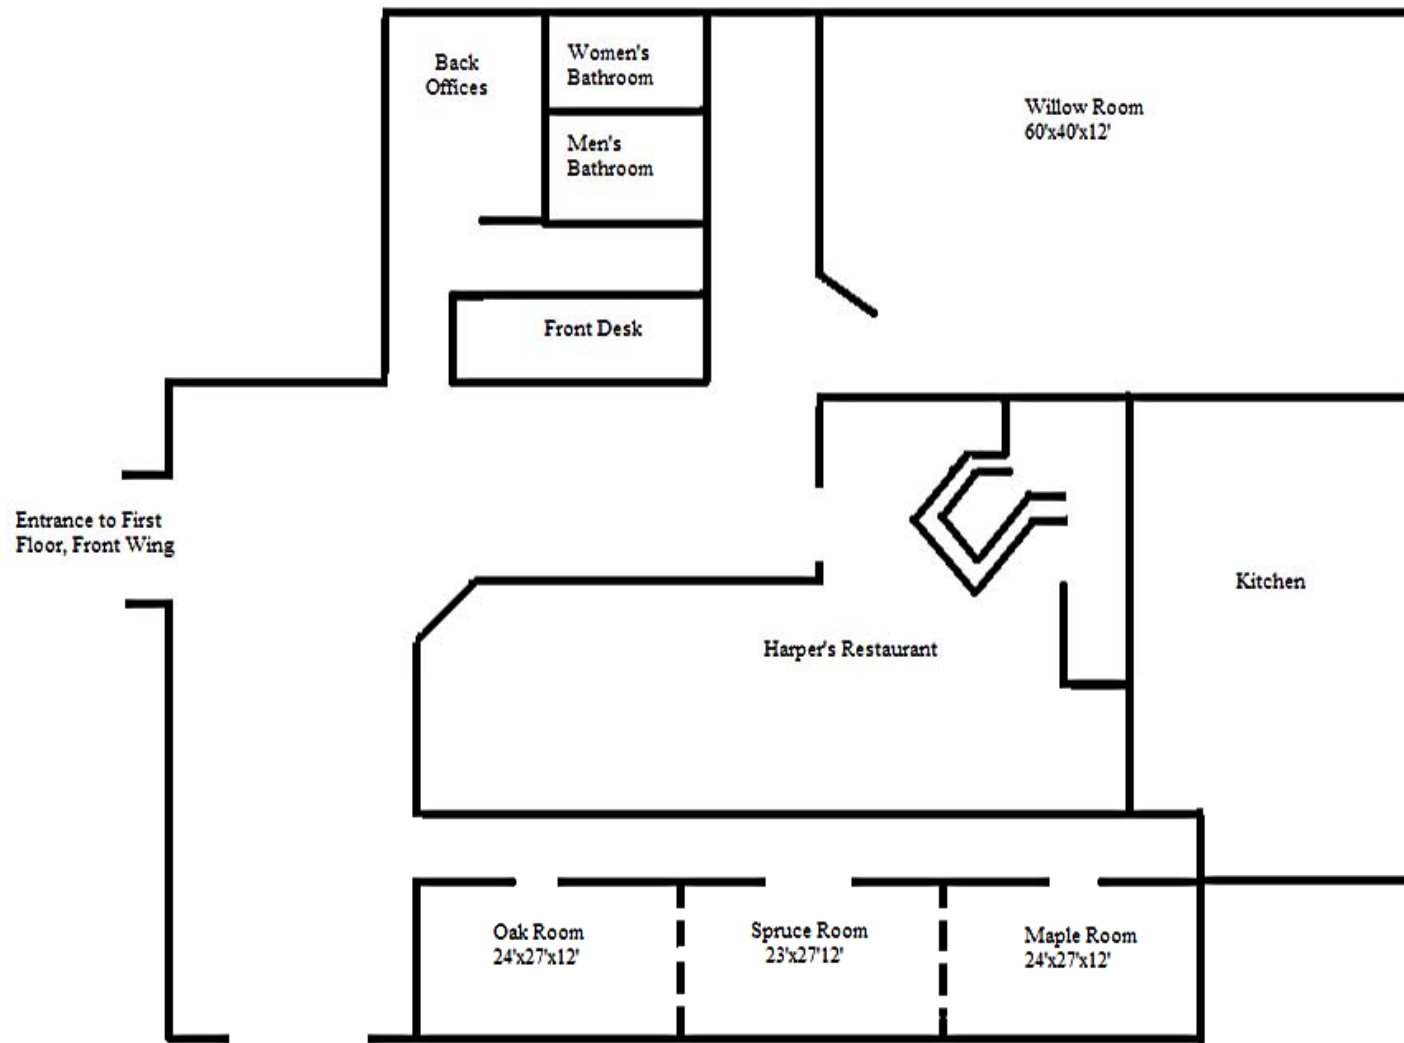 Back
Offices
Women's
Bathroom
Men's
Bathroom
Willow Room
60'x40'x12'
Front Desk
Entrance to First
Floor, Front Wing
Kitchen
Harper's Restaurant
Oak Room
24'x27'x12'
Spruce Room
23'x27'12'
Maple Room
24'x27'x12'